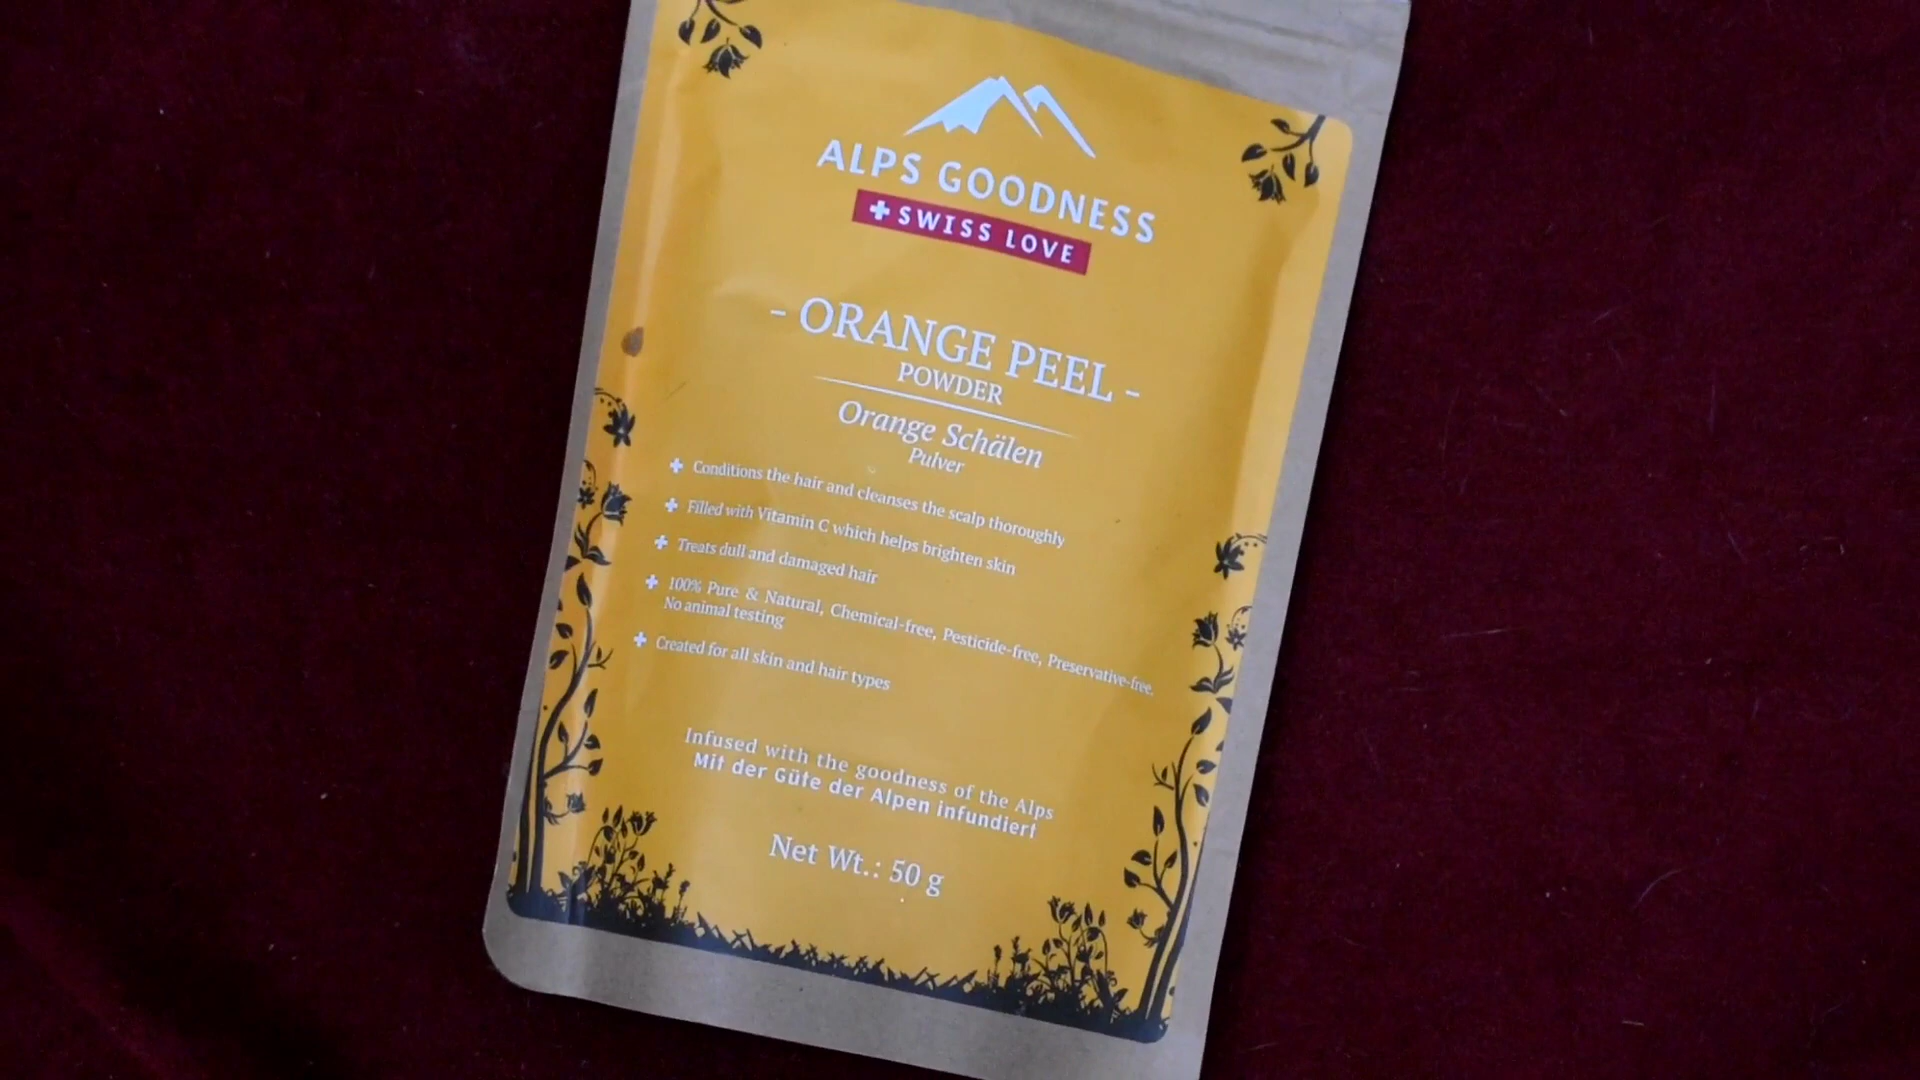 ALPS GOODNESS
SWISS LOVE
- ORANGE PEEL -
POWDER
Orange Schälen
Pulver
Conditions the hair and cleanses the scalp thoroughly
Filled with Vitamin C which helps brighten skin
Treats dull and damaged hair
100% Pure & Natural, Chemical-free, Pesticide-free, Preservative-free,
No animal testing
Created for all skin and hair types
Infused with the goodness of the Alps
Mit der Güte der Alpen infundiert
Net Wt.: 50 g